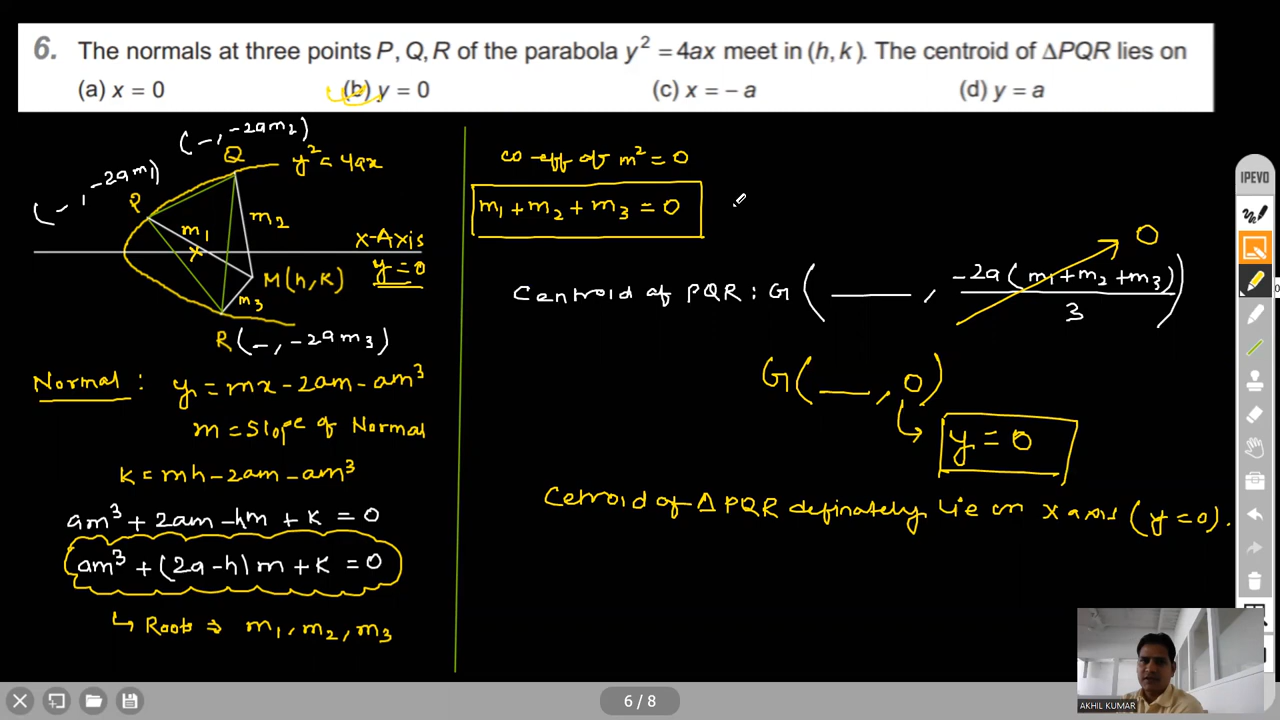 6. The normals at three points P, Q, R of the parabola y² = 4ax meet in (h, k). The centroid of ΔPQR lies on
(a) x = 0 (b) y = 0 (c) x = – a (d) y = a
(–, -2am₂)
Q y² = 4ax
(–, -2am₁)
P
m₁
m₂
x-Axis
y = 0
M(h, K)
m₃
R (–, -2am₃)
Normal : y = mx - 2am - am³
m = Slope of Normal
K = mh - 2am - am³
am³ + 2am - hm + K = 0
am³ + (2a - h) m + K = 0
↳ Roots ⇒ m₁, m₂, m₃
co-eff of m² = 0
m₁ + m₂ + m₃ = 0
Centroid of PQR : G ( ___ , -2a (m₁ + m₂ + m₃) / 3 )
0
G ( ___ , 0 )
y = 0
Centroid of Δ PQR definately lie on x axis (y = 0).
IPEVO
6 / 8
AKHIL KUMAR